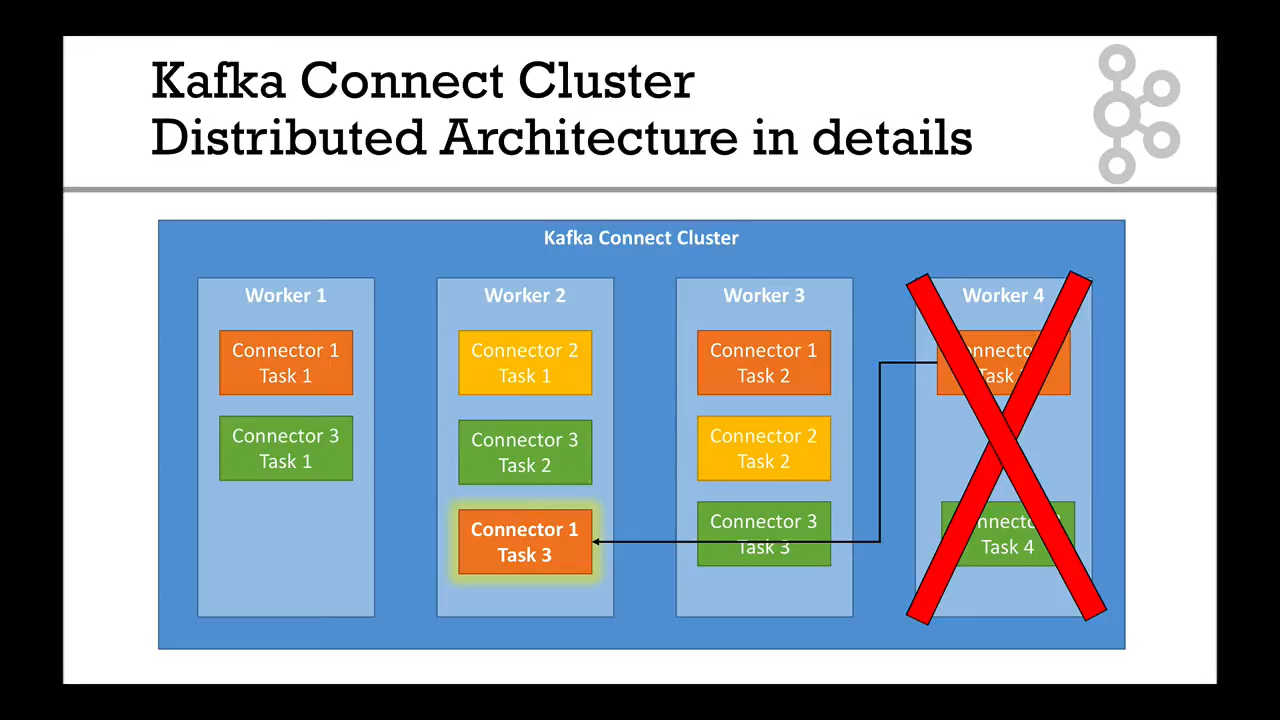 Kafka Connect Cluster
Distributed Architecture in details
Kafka Connect Cluster
Worker 1
Connector 1
Task 1
Connector 3
Task 1
Worker 2
Connector 2
Task 1
Connector 3
Task 2
Connector 1
Task 3
Worker 3
Connector 1
Task 2
Connector 2
Task 2
Connector 3
Task 3
Worker 4
Task 4